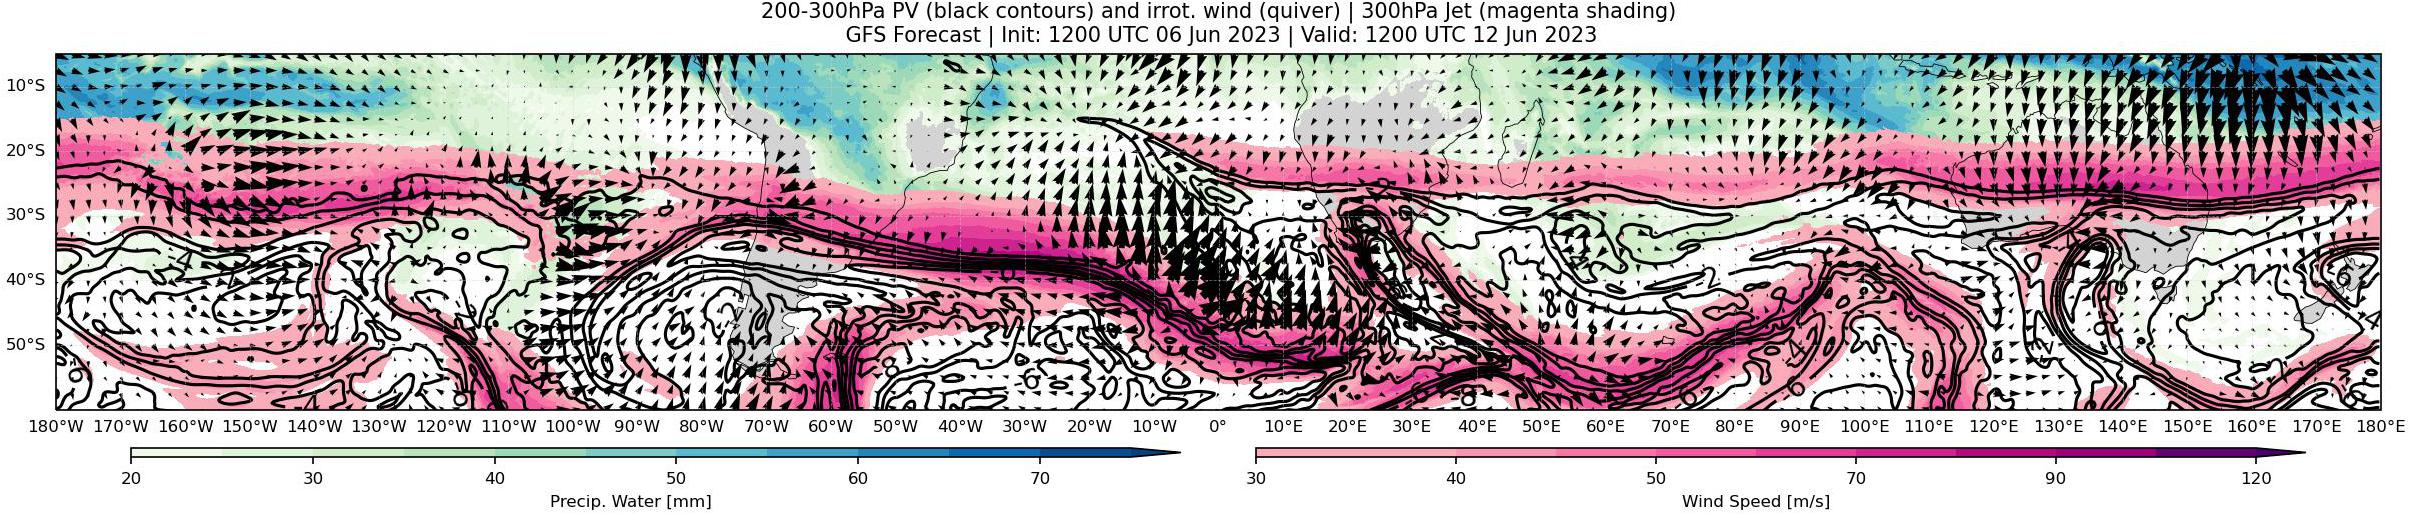 200-300hPa PV (black contours) and irrot. wind (quiver) | 300hPa Jet (magenta shading)
GFS Forecast | Init: 1200 UTC 06 Jun 2023 | Valid: 1200 UTC 12 Jun 2023
10°S
20°S
30°S
40°S
50°S
180°W 170°W 160°W 150°W 140°W 130°W 120°W 110°W 100°W 90°W 80°W 70°W 60°W 50°W 40°W 30°W 20°W 10°W 0° 10°E 20°E 30°E 40°E 50°E 60°E 70°E 80°E 90°E 100°E 110°E 120°E 130°E 140°E 150°E 160°E 170°E 180°E
20 30 40 50 60 70
Precip. Water [mm]
30 40 50 70 90 120
Wind Speed [m/s]